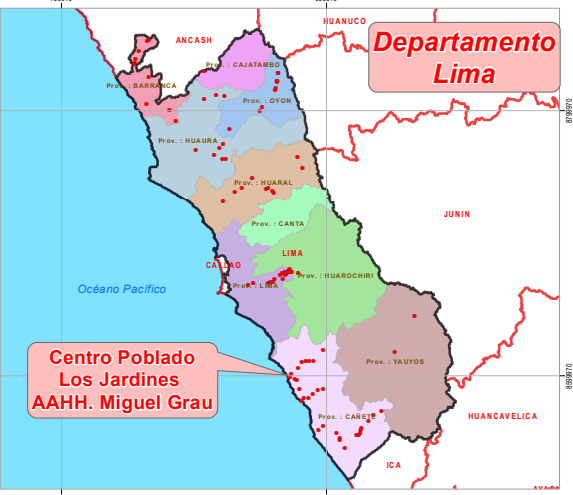 HUANUCO
ANCASH
Departamento
Lima
Prov. : CAJATAMBO
Prov. : BARRANCA
Prov. : OYON
8799970
Prov. : HUAURA
Prov. : HUARAL
JUNIN
Prov. : CANTA
LIMA
CALLAO
Prov. : HUAROCHIRI
Prov. : LIMA
Océano Pacífico
Centro Poblado
Los Jardines
AAHH. Miguel Grau
Prov. : YAUYOS
8599970
Prov. : CAÑETE
HUANCAVELICA
ICA